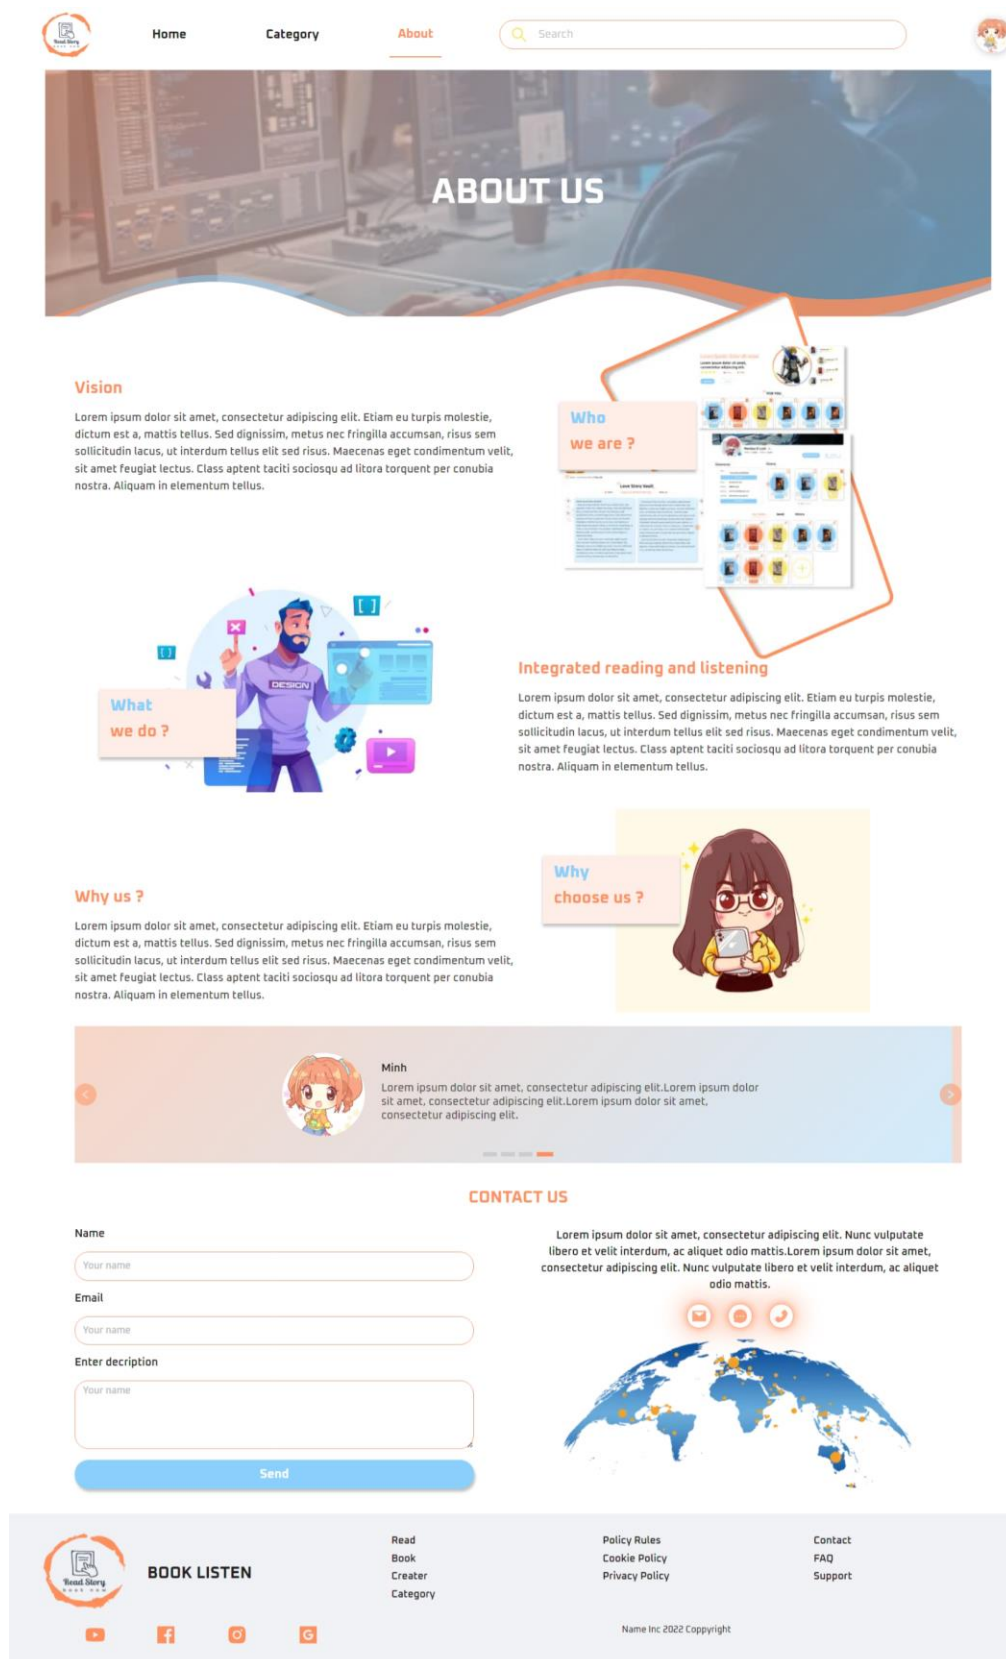 Read Story
BOOK NOW
Home
Category
About
Search
ABOUT US
Vision
Lorem ipsum dolor sit amet, consectetur adipiscing elit. Etiam eu turpis molestie,
dictum est a, mattis tellus. Sed dignissim, metus nec fringilla accumsan, risus sem
sollicitudin lacus, ut interdum tellus elit sed risus. Maecenas eget condimentum velit,
sit amet feugiat lectus. Class aptent taciti sociosqu ad litora torquent per conubia
nostra. Aliquam in elementum tellus.
Who
we are ?
DESIGN
What
we do ?
Integrated reading and listening
Lorem ipsum dolor sit amet, consectetur adipiscing elit. Etiam eu turpis molestie,
dictum est a, mattis tellus. Sed dignissim, metus nec fringilla accumsan, risus sem
sollicitudin lacus, ut interdum tellus elit sed risus. Maecenas eget condimentum velit,
sit amet feugiat lectus. Class aptent taciti sociosqu ad litora torquent per conubia
nostra. Aliquam in elementum tellus.
Why us ?
Lorem ipsum dolor sit amet, consectetur adipiscing elit. Etiam eu turpis molestie,
dictum est a, mattis tellus. Sed dignissim, metus nec fringilla accumsan, risus sem
sollicitudin lacus, ut interdum tellus elit sed risus. Maecenas eget condimentum velit,
sit amet feugiat lectus. Class aptent taciti sociosqu ad litora torquent per conubia
nostra. Aliquam in elementum tellus.
Why
choose us ?
Minh
Lorem ipsum dolor sit amet, consectetur adipiscing elit.Lorem ipsum dolor
sit amet, consectetur adipiscing elit.Lorem ipsum dolor sit amet,
consectetur adipiscing elit.
CONTACT US
Name
Your name
Email
Your name
Enter decription
Your name
Send
Lorem ipsum dolor sit amet, consectetur adipiscing elit. Nunc vulputate
libero et velit interdum, ac aliquet odio mattis.Lorem ipsum dolor sit amet,
consectetur adipiscing elit. Nunc vulputate libero et velit interdum, ac aliquet
odio mattis.
Read Story
BOOK NOW
BOOK LISTEN
Read
Book
Creater
Category
Policy Rules
Cookie Policy
Privacy Policy
Contact
FAQ
Support
Name Inc 2022 Coppyright